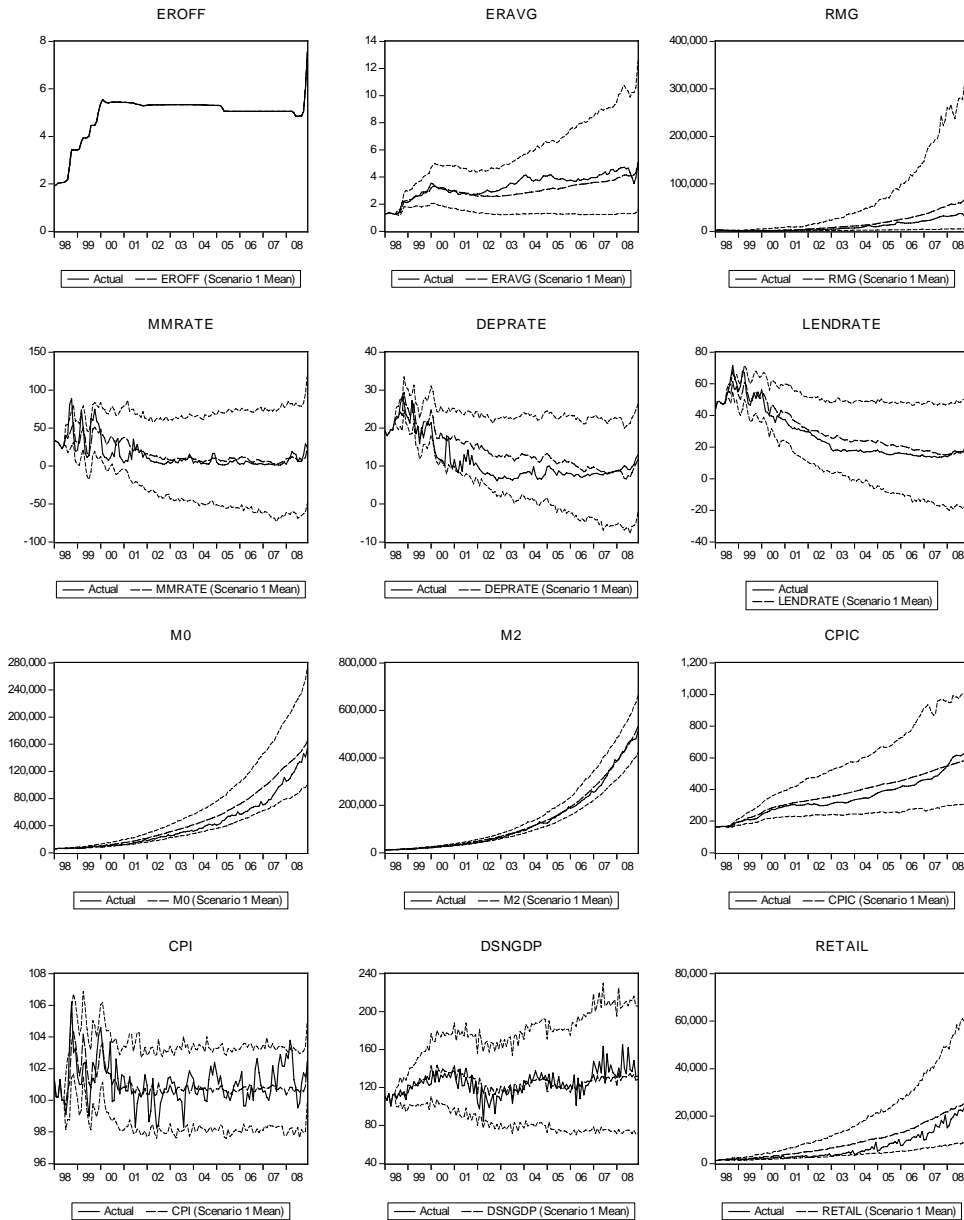 EROFF ERAVG RMG
8 14 400,000
12
6 300,000
10
8
4 200,000
6
2 4 100,000
2
0 0 0
98 99 00 01 02 03 04 05 06 07 08 98 99 00 01 02 03 04 05 06 07 08 98 99 00 01 02 03 04 05 06 07 08
Actual EROFF (Scenario 1 Mean) Actual ERAVG (Scenario 1 Mean) Actual RMG (Scenario 1 Mean)
MMRATE DEPRATE LENDRATE
150 40 80
100 30 60
40
50 20
20
0 10
0
-50 0
-20
-100 -10 -40
98 99 00 01 02 03 04 05 06 07 08 98 99 00 01 02 03 04 05 06 07 08 98 99 00 01 02 03 04 05 06 07 08
Actual MMRATE (Scenario 1 Mean) Actual DEPRATE (Scenario 1 Mean) Actual
LENDRATE (Scenario 1 Mean)
M0 M2 CPIC
280,000 800,000 1,200
240,000 1,000
200,000 600,000
800
160,000
400,000 600
120,000
80,000 400
200,000
40,000 200
0 0 0
98 99 00 01 02 03 04 05 06 07 08 98 99 00 01 02 03 04 05 06 07 08 98 99 00 01 02 03 04 05 06 07 08
Actual M0 (Scenario 1 Mean) Actual M2 (Scenario 1 Mean) Actual CPIC (Scenario 1 Mean)
CPI DSNGDP RETAIL
108 240 80,000
106 200
60,000
104
160
102 40,000
120
100
20,000
98 80
96 40 0
98 99 00 01 02 03 04 05 06 07 08 98 99 00 01 02 03 04 05 06 07 08 98 99 00 01 02 03 04 05 06 07 08
Actual CPI (Scenario 1 Mean) Actual DSNGDP (Scenario 1 Mean) Actual RETAIL (Scenario 1 Mean)